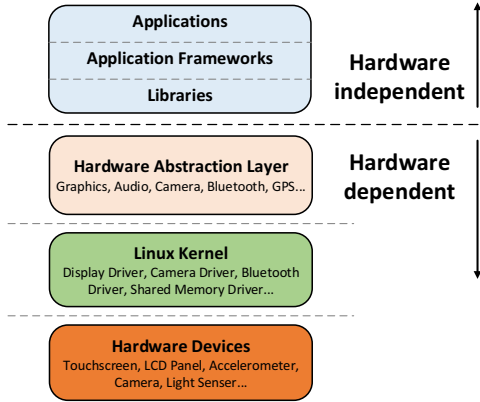 Applications
Application Frameworks
Libraries
Hardware
independent
Hardware
dependent
Hardware Abstraction Layer
Graphics, Audio, Camera, Bluetooth, GPS...
Linux Kernel
Display Driver, Camera Driver, Bluetooth
Driver, Shared Memory Driver...
Hardware Devices
Touchscreen, LCD Panel, Accelerometer,
Camera, Light Senser...